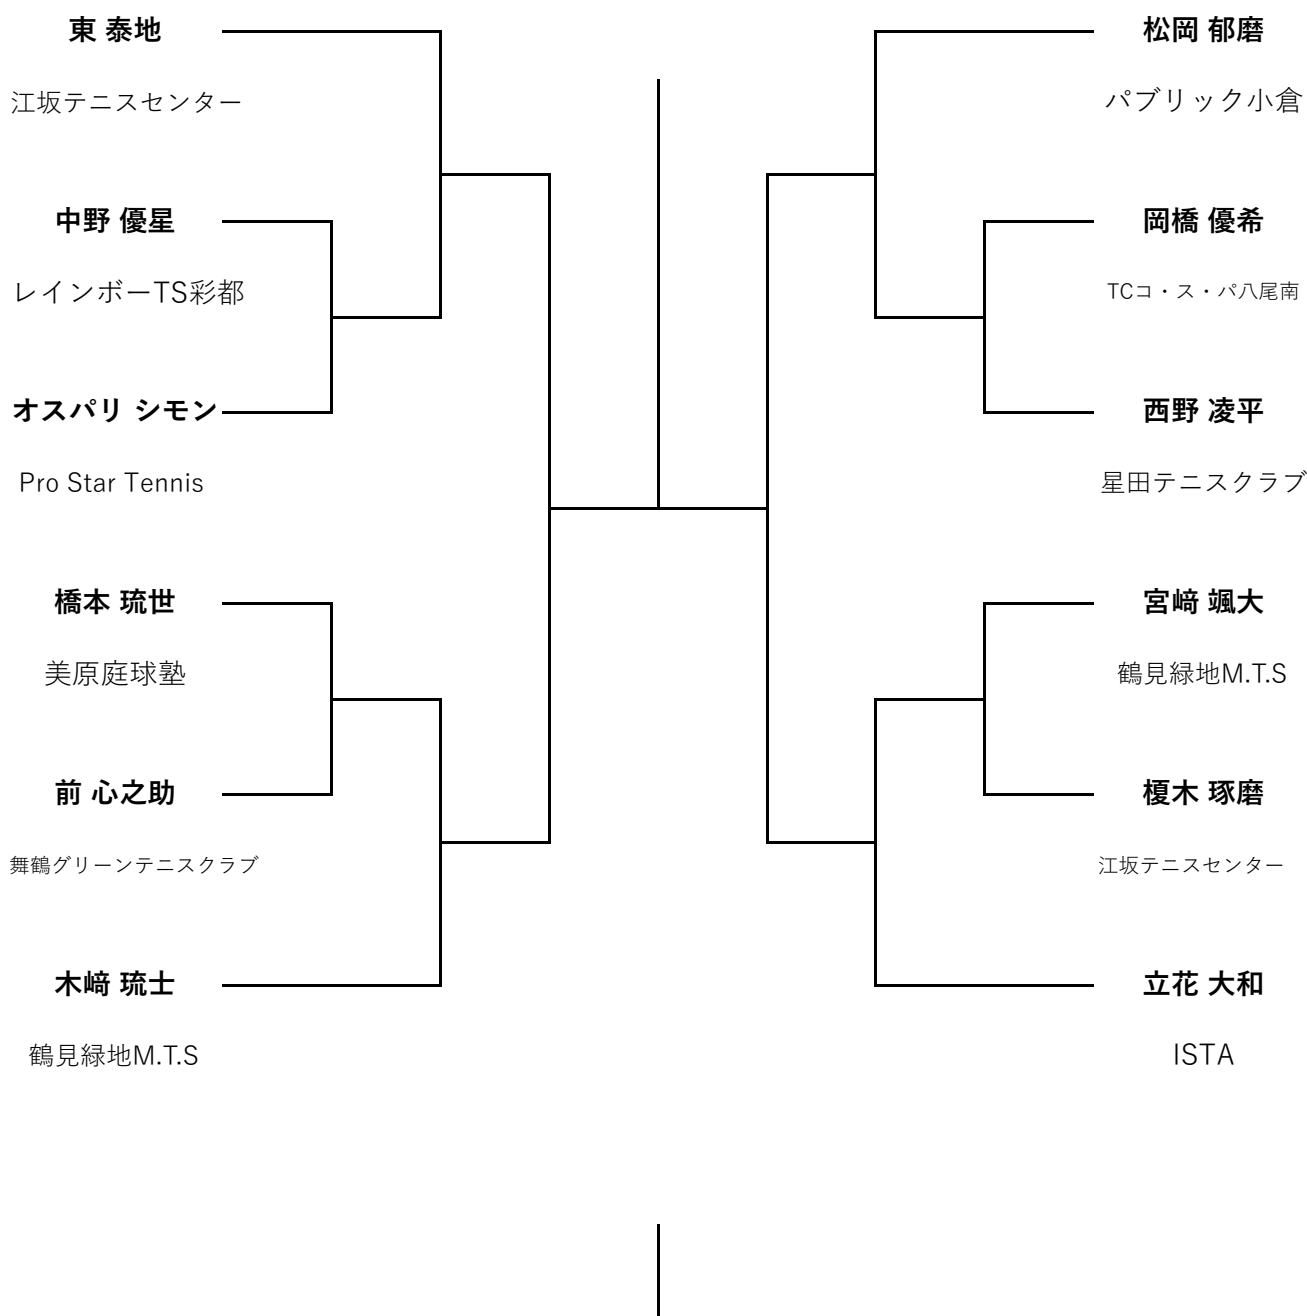 東 泰地
江坂テニスセンター
中野 優星
レインボーTS彩都
オスパリ シモン
Pro Star Tennis
橋本 琉世
美原庭球塾
前 心之助
舞鶴グリーンテニスクラブ
木﨑 琉士
鶴見緑地M.T.S
松岡 郁磨
パブリック小倉
岡橋 優希
TCコ・ス・パ八尾南
西野 凌平
星田テニスクラブ
宮﨑 颯大
鶴見緑地M.T.S
榎木 琢磨
江坂テニスセンター
立花 大和
ISTA